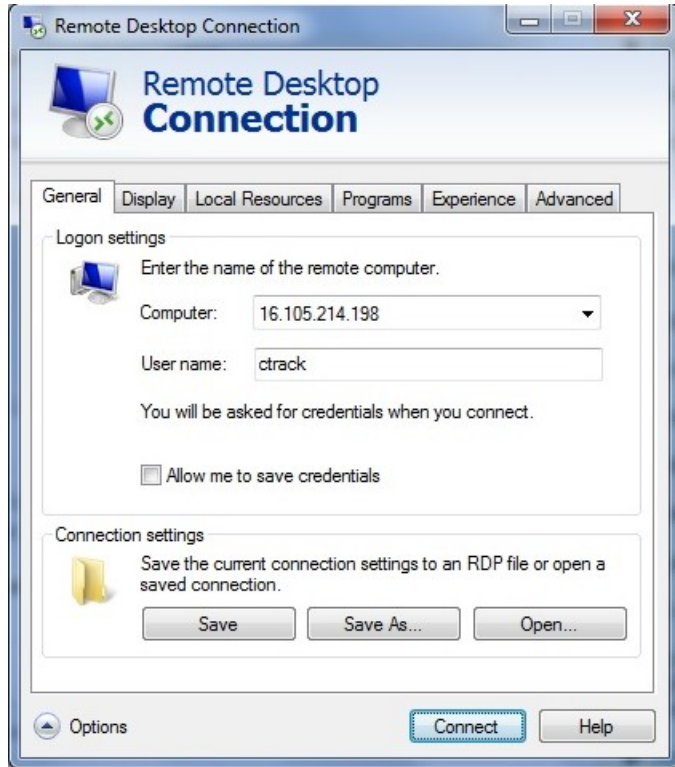 Remote Desktop Connection
Remote Desktop
Connection
General Display Local Resources Programs Experience Advanced
Logon settings
Enter the name of the remote computer.
Computer: 16.105.214.198
User name: ctrack
You will be asked for credentials when you connect.
Allow me to save credentials
Connection settings
Save the current connection settings to an RDP file or open a
saved connection.
Save Save As... Open...
Options Connect Help